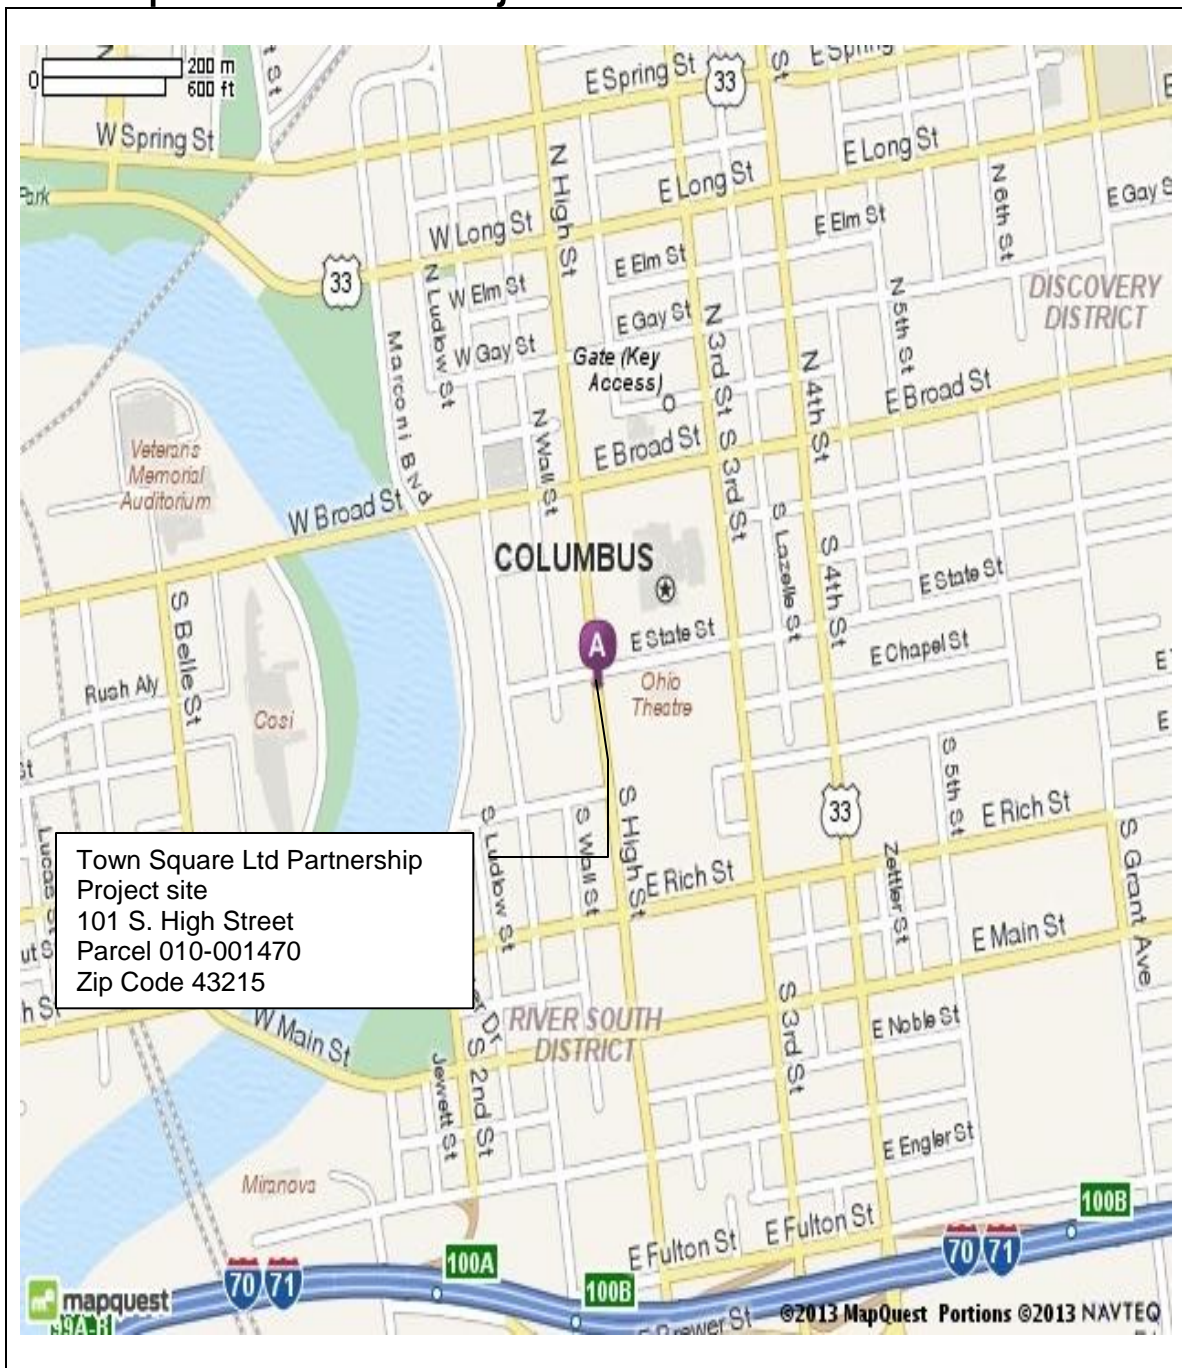 0
200 m
600 ft
E Spring St
33
St
W Spring St
N High St
E Long St
E Long St
N 6th St
Park
W Long St
E Elm St
33
N Ludlow St
W Elm St
E Elm St
N 5th St
DISCOVERY
DISTRICT
E Gay St
N 3rd St
W Gay St
Marconi Blvd
Gate (Key
Access)
N 4th St
E Broad St
N Wall St
E Broad St
Veterans
Memorial
Auditorium
S 3rd St
W Broad St
S Lazelle St
COLUMBUS
S 4th St
E State St
S Belle St
A
E State St
E Chapel St
Rush Aly
Ohio
Theatre
Cosi
S 5th St
S High St
33
E Rich St
S Ludlow St
S Wall St
S Grant Ave
Zettler St
E Rich St
Town Square Ltd Partnership
Project site
101 S. High Street
Parcel 010-001470
Zip Code 43215
E Main St
S 3rd St
RIVER SOUTH
DISTRICT
W Main St
E Noble St
Jewett St
S 2nd St
E Engler St
Miranova
100B
E Fulton St
E Fulton St
70 71
100A
70 71
100B
mapquest
©2013 MapQuest Portions ©2013 NAVTEQ